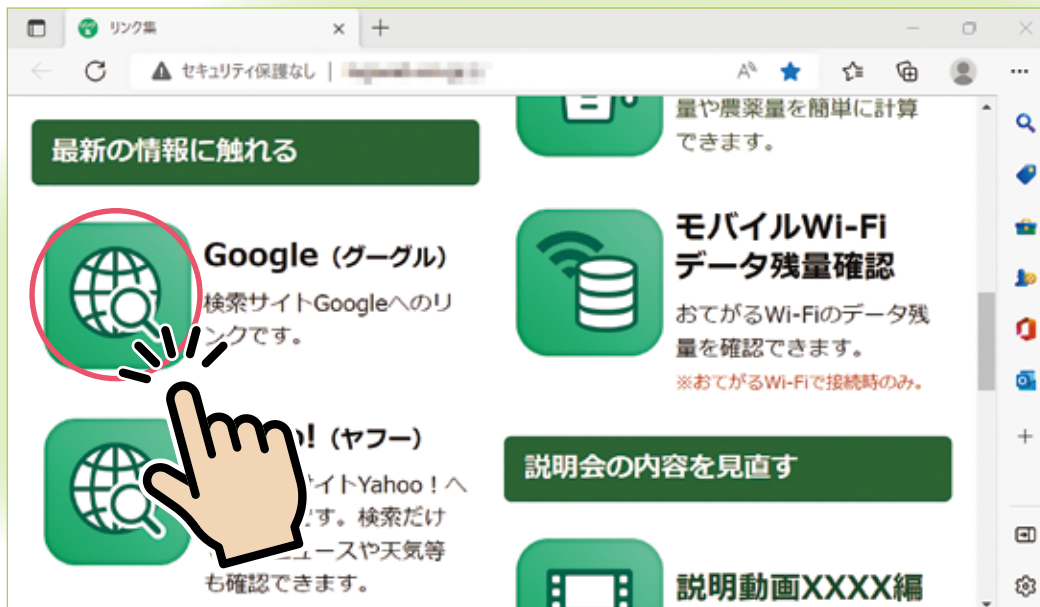 リンク集
セキュリティ保護なし
最新の情報に触れる
Google（グーグル）
検索サイトGoogleへのリ
ンクです。
!（ヤフー）
イトYahoo！へ
す。検索だけ
ースや天気等
も確認できます。
量や農薬量を簡単に計算
できます。
モバイルWi-Fi
データ残量確認
おてがるWi-Fiのデータ残
量を確認できます。
※おてがるWi-Fiで接続時のみ。
説明会の内容を見直す
説明動画XXXX編